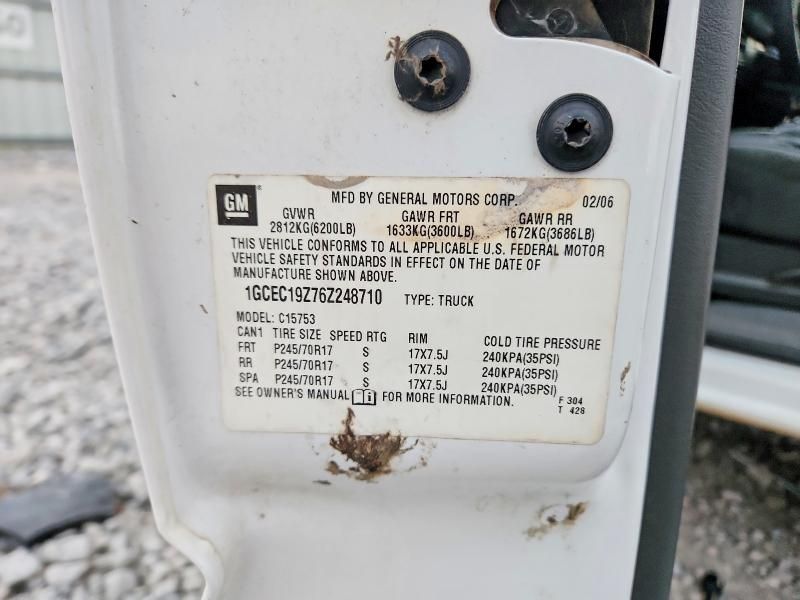 GM ® MFD BY GENERAL MOTORS CORP. 02/06
GVWR GAWR FRT GAWR RR
2812KG(6200LB) 1633KG(3600LB) 1672KG(3686LB)
THIS VEHICLE CONFORMS TO ALL APPLICABLE U.S. FEDERAL MOTOR
VEHICLE SAFETY STANDARDS IN EFFECT ON THE DATE OF
MANUFACTURE SHOWN ABOVE.
1GCEC19Z76Z248710 TYPE: TRUCK
MODEL: C15753
CAN1 TIRE SIZE SPEED RTG RIM COLD TIRE PRESSURE
FRT P245/70R17 S 17X7.5J 240KPA(35PSI)
RR P245/70R17 S 17X7.5J 240KPA(35PSI)
SPA P245/70R17 S 17X7.5J 240KPA(35PSI)
SEE OWNER'S MANUAL i FOR MORE INFORMATION. F 304
T 428